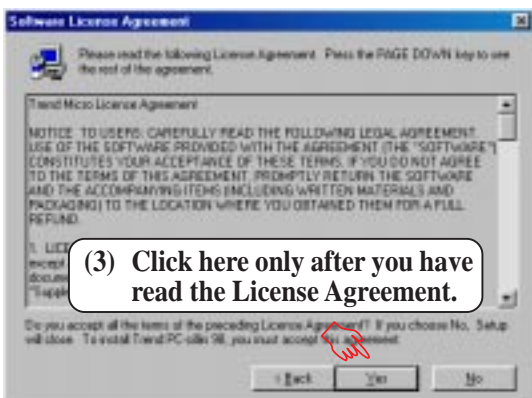 Software License Agreement
Please read the following License Agreement. Press the PAGE DOWN key to see
the rest of the agreement.
Trend Micro License Agreement
NOTICE TO USERS: CAREFULLY READ THE FOLLOWING LEGAL AGREEMENT.
USE OF THE SOFTWARE PROVIDED WITH THE AGREEMENT (THE "SOFTWARE")
CONSTITUTES YOUR ACCEPTANCE OF THESE TERMS. IF YOU DO NOT AGREE
TO THE TERMS OF THIS AGREEMENT, PROMPTLY RETURN THE SOFTWARE
AND THE ACCOMPANYING ITEMS (INCLUDING WRITTEN MATERIALS AND
PACKAGING) TO THE LOCATION WHERE YOU OBTAINED THEM FOR A FULL
REFUND.
1. LICE
except
docume
"Supple
(3) Click here only after you have
read the License Agreement.
Do you accept all the terms of the preceding License Agreement? If you choose No, Setup
will close. To install Trend PC-cillin 98, you must accept this agreement.
< Back
Yes
No